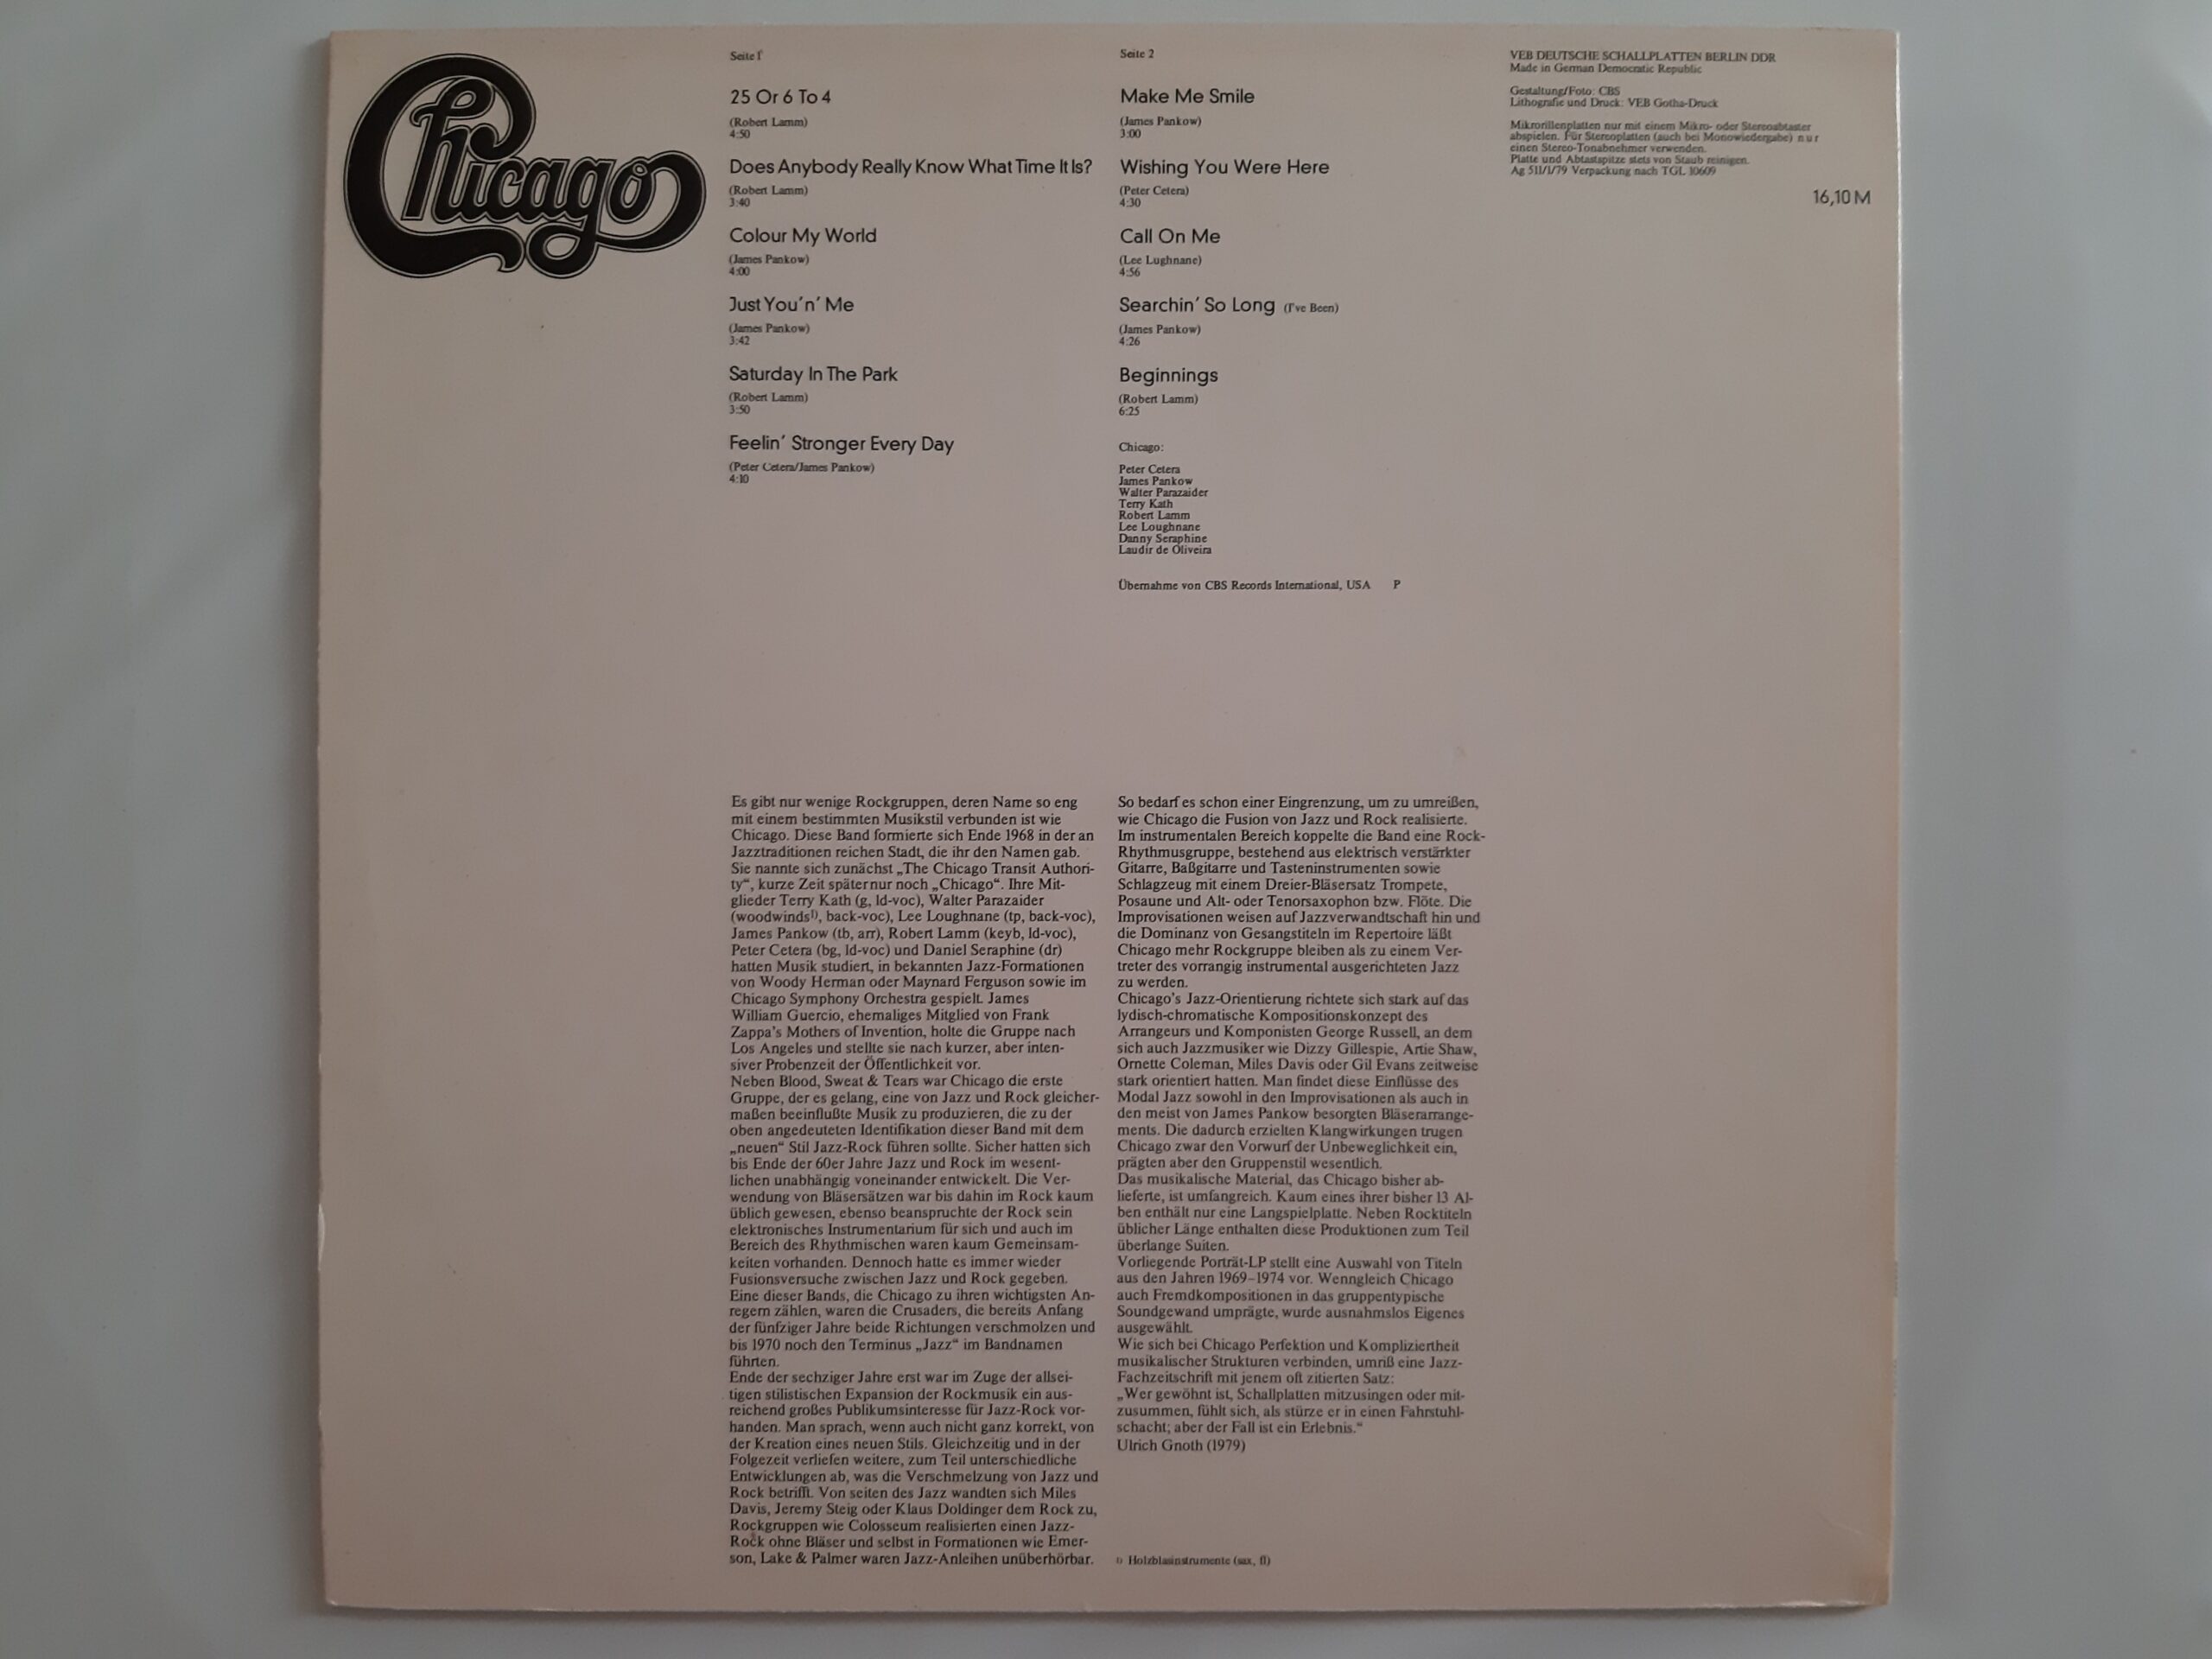 Chicago
Seite 1
25 Or 6 To 4
(Robert Lamm)
4:50
Does Anybody Really Know What Time It Is?
(Robert Lamm)
3:40
Colour My World
(James Pankow)
4:00
Just You'n' Me
(James Pankow)
3:42
Saturday In The Park
(Robert Lamm)
3:50
Feelin' Stronger Every Day
(Peter Cetera/James Pankow)
4:10
Seite 2
Make Me Smile
(James Pankow)
3:00
Wishing You Were Here
(Peter Cetera)
4:30
Call On Me
(Lee Lughnane)
4:56
Searchin' So Long (I've Been)
(James Pankow)
4:26
Beginnings
(Robert Lamm)
6:25
Chicago:
Peter Cetera
James Pankow
Walter Parazaider
Terry Kath
Robert Lamm
Lee Loughnane
Danny Seraphine
Laudir de Oliveira
Übernahme von CBS Records International, USA P
VEB DEUTSCHE SCHALLPLATTEN BERLIN DDR
Made in German Democratic Republic
Gestaltung/Foto: CBS
Lithografie und Druck: VEB Gotha-Druck
Mikrorillenplatten nur mit einem Mikro- oder Stereoabtaster
abspielen. Für Stereoplatten (auch bei Monowiedergabe) nur
einen Stereo-Tonabnehmer verwenden.
Platte und Abtastspitze stets von Staub reinigen.
Ag 511/1/79 Verpackung nach TGL 10609
16,10 M
Es gibt nur wenige Rockgruppen, deren Name so eng
mit einem bestimmten Musikstil verbunden ist wie
Chicago. Diese Band formierte sich Ende 1968 in der an
Jazztraditionen reichen Stadt, die ihr den Namen gab.
Sie nannte sich zunächst „The Chicago Transit Authori-
ty“, kurze Zeit später nur noch „Chicago“. Ihre Mit-
glieder Terry Kath (g, ld-voc), Walter Parazaider
(woodwinds¹⁾, back-voc), Lee Loughnane (tp, back-voc),
James Pankow (tb, arr), Robert Lamm (keyb, ld-voc),
Peter Cetera (bg, ld-voc) und Daniel Seraphine (dr)
hatten Musik studiert, in bekannten Jazz-Formationen
von Woody Herman oder Maynard Ferguson sowie im
Chicago Symphony Orchestra gespielt. James
William Guercio, ehemaliges Mitglied von Frank
Zappa's Mothers of Invention, holte die Gruppe nach
Los Angeles und stellte sie nach kurzer, aber inten-
siver Probenzeit der Öffentlichkeit vor.
Neben Blood, Sweat & Tears war Chicago die erste
Gruppe, der es gelang, eine von Jazz und Rock gleicher-
maßen beeinflußte Musik zu produzieren, die zu der
oben angedeuteten Identifikation dieser Band mit dem
„neuen“ Stil Jazz-Rock führen sollte. Sicher hatten sich
bis Ende der 60er Jahre Jazz und Rock im wesent-
lichen unabhängig voneinander entwickelt. Die Ver-
wendung von Bläsersätzen war bis dahin im Rock kaum
üblich gewesen, ebenso beanspruchte der Rock sein
elektronisches Instrumentarium für sich und auch im
Bereich des Rhythmischen waren kaum Gemeinsam-
keiten vorhanden. Dennoch hatte es immer wieder
Fusionsversuche zwischen Jazz und Rock gegeben.
Eine dieser Bands, die Chicago zu ihren wichtigsten An-
regern zählen, waren die Crusaders, die bereits Anfang
der fünfziger Jahre beide Richtungen verschmolzen und
bis 1970 noch den Terminus „Jazz“ im Bandnamen
führten.
Ende der sechziger Jahre erst war im Zuge der allsei-
tigen stilistischen Expansion der Rockmusik ein aus-
reichend großes Publikumsinteresse für Jazz-Rock vor-
handen. Man sprach, wenn auch nicht ganz korrekt, von
der Kreation eines neuen Stils. Gleichzeitig und in der
Folgezeit verliefen weitere, zum Teil unterschiedliche
Entwicklungen ab, was die Verschmelzung von Jazz und
Rock betrifft. Von seiten des Jazz wandten sich Miles
Davis, Jeremy Steig oder Klaus Doldinger dem Rock zu,
Rockgruppen wie Colosseum realisierten einen Jazz-
Rock ohne Bläser und selbst in Formationen wie Emer-
son, Lake & Palmer waren Jazz-Anleihen unüberhörbar.
So bedarf es schon einer Eingrenzung, um zu umreißen,
wie Chicago die Fusion von Jazz und Rock realisierte.
Im instrumentalen Bereich koppelte die Band eine Rock-
Rhythmusgruppe, bestehend aus elektrisch verstärkter
Gitarre, Baßgitarre und Tasteninstrumenten sowie
Schlagzeug mit einem Dreier-Bläsersatz Trompete,
Posaune und Alt- oder Tenorsaxophon bzw. Flöte. Die
Improvisationen weisen auf Jazzverwandtschaft hin und
die Dominanz von Gesangstiteln im Repertoire läßt
Chicago mehr Rockgruppe bleiben als zu einem Ver-
treter des vorrangig instrumental ausgerichteten Jazz
zu werden.
Chicago's Jazz-Orientierung richtete sich stark auf das
lydisch-chromatische Kompositionskonzept des
Arrangeurs und Komponisten George Russell, an dem
sich auch Jazzmusiker wie Dizzy Gillespie, Artie Shaw,
Ornette Coleman, Miles Davis oder Gil Evans zeitweise
stark orientiert hatten. Man findet diese Einflüsse des
Modal Jazz sowohl in den Improvisationen als auch in
den meist von James Pankow besorgten Bläserarrange-
ments. Die dadurch erzielten Klangwirkungen trugen
Chicago zwar den Vorwurf der Unbeweglichkeit ein,
prägten aber den Gruppenstil wesentlich.
Das musikalische Material, das Chicago bisher ab-
lieferte, ist umfangreich. Kaum eines ihrer bisher 13 Al-
ben enthält nur eine Langspielplatte. Neben Rocktiteln
üblicher Länge enthalten diese Produktionen zum Teil
überlange Suiten.
Vorliegende Porträt-LP stellt eine Auswahl von Titeln
aus den Jahren 1969–1974 vor. Wenngleich Chicago
auch Fremdkompositionen in das gruppentypische
Soundgewand umprägte, wurde ausnahmslos Eigenes
ausgewählt.
Wie sich bei Chicago Perfektion und Kompliziertheit
musikalischer Strukturen verbinden, umriß eine Jazz-
Fachzeitschrift mit jenem oft zitierten Satz:
„Wer gewöhnt ist, Schallplatten mitzusingen oder mit-
zusummen, fühlt sich, als stürze er in einen Fahrstuhl-
schacht; aber der Fall ist ein Erlebnis.“
Ulrich Gnoth (1979)
¹⁾ Holzblasinstrumente (sax, fl)